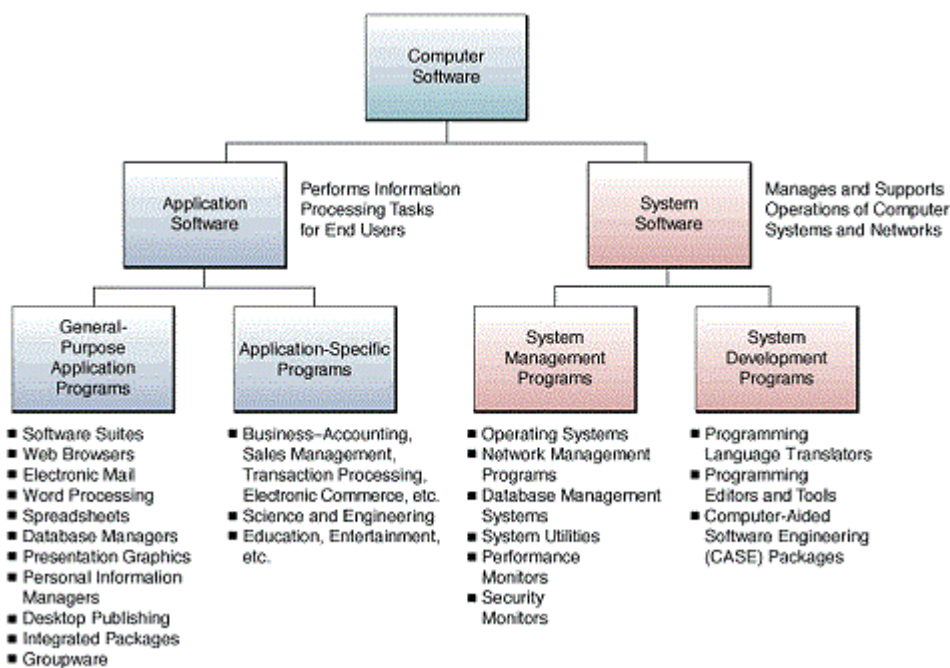 Computer
Software
Application
Software
Performs Information
Processing Tasks
for End Users
System
Software
Manages and Supports
Operations of Computer
Systems and Networks
General-
Purpose
Application
Programs
Application-Specific
Programs
System
Management
Programs
System
Development
Programs
■ Software Suites
■ Web Browsers
■ Electronic Mail
■ Word Processing
■ Spreadsheets
■ Database Managers
■ Presentation Graphics
■ Personal Information
Managers
■ Desktop Publishing
■ Integrated Packages
■ Groupware
■ Business–Accounting,
Sales Management,
Transaction Processing,
Electronic Commerce, etc.
■ Science and Engineering
■ Education, Entertainment,
etc.
■ Operating Systems
■ Network Management
Programs
■ Database Management
Systems
■ System Utilities
■ Performance
Monitors
■ Security
Monitors
■ Programming
Language Translators
■ Programming
Editors and Tools
■ Computer-Aided
Software Engineering
(CASE) Packages